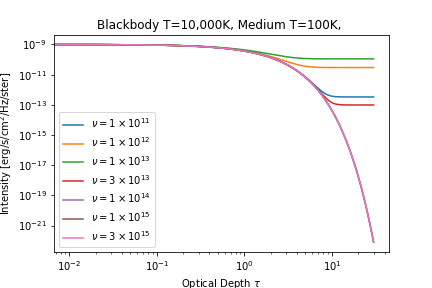 Blackbody T=10,000K, Medium T=100K,
Intensity [erg/s/cm²/Hz/ster]
10⁻⁹
10⁻¹¹
10⁻¹³
10⁻¹⁵
10⁻¹⁷
10⁻¹⁹
10⁻²¹
ν = 1 × 10¹¹
ν = 1 × 10¹²
ν = 1 × 10¹³
ν = 3 × 10¹³
ν = 1 × 10¹⁴
ν = 1 × 10¹⁵
ν = 3 × 10¹⁵
10⁻² 10⁻¹ 10⁰ 10¹
Optical Depth τ